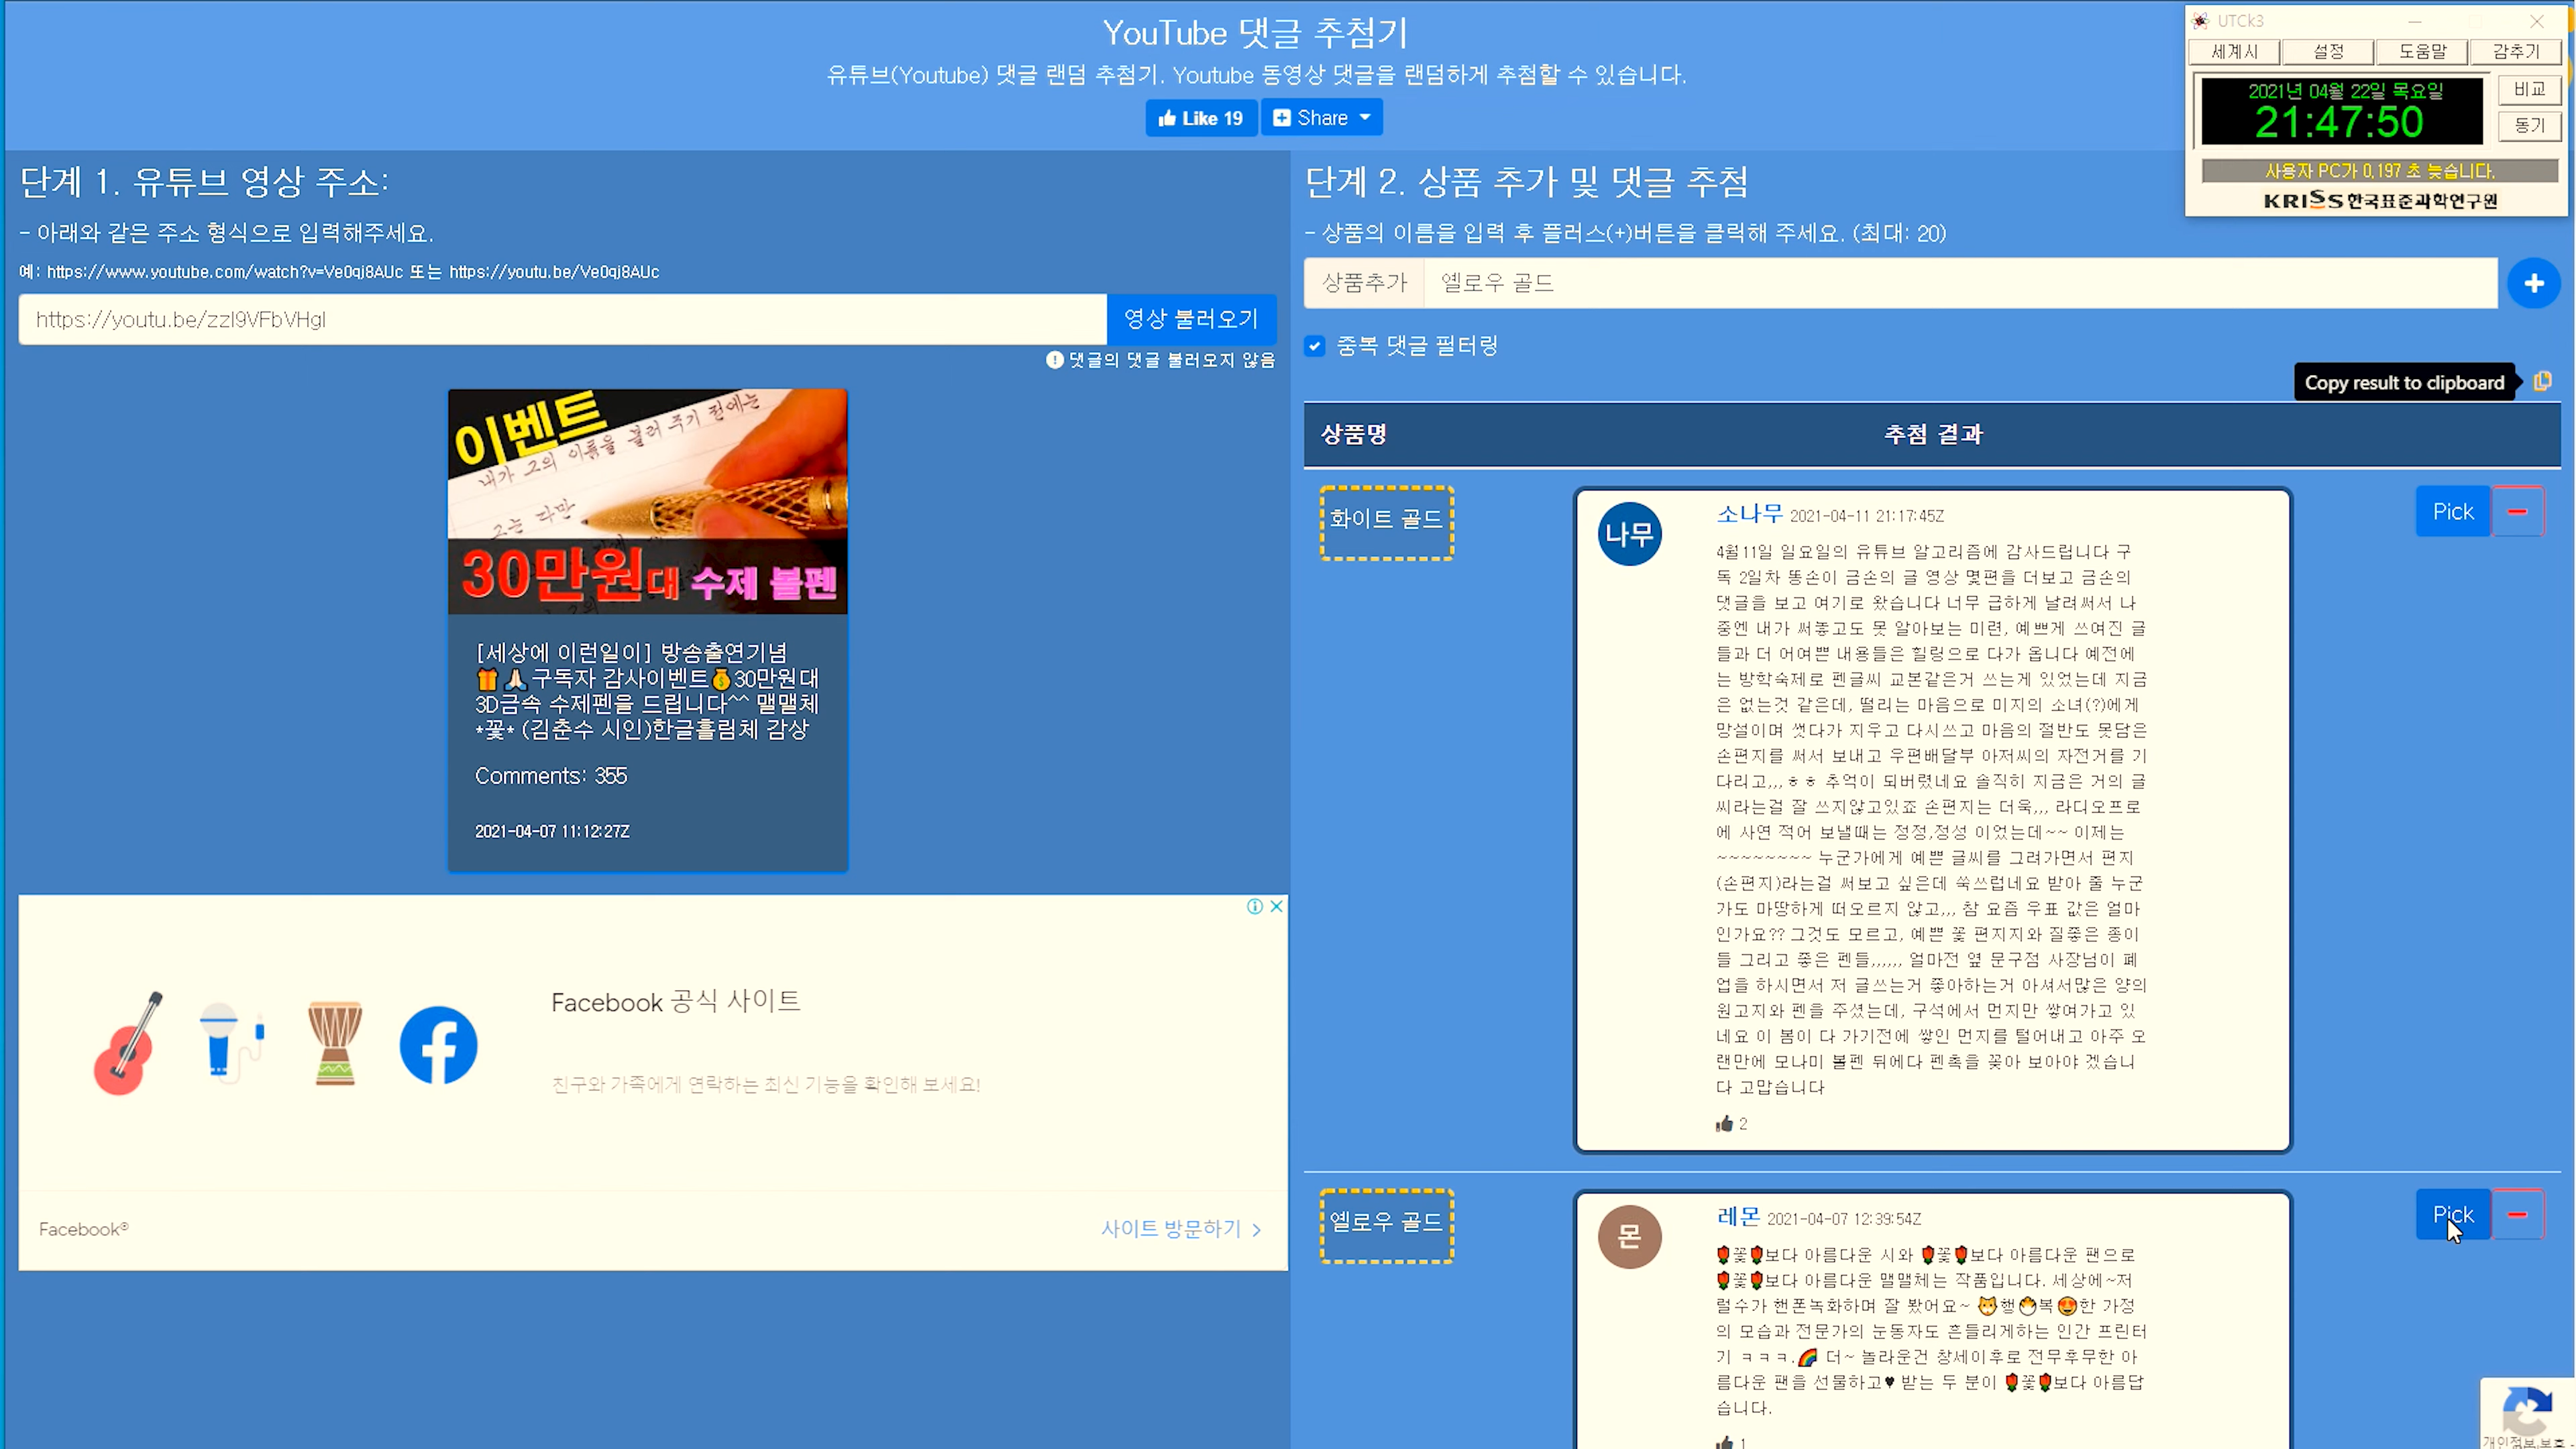 YouTube 댓글 추첨기
유튜브(Youtube) 댓글 랜덤 추첨기. Youtube 동영상 댓글을 랜덤하게 추첨할 수 있습니다.
Like 19
Share
UTCk3
세계시
설정
도움말
감추기
2021년 04월 22일 목요일
21:47:50
비교
동기
사용자 PC가 0,197 초 늦습니다.
KRISS한국표준과학연구원
단계 1. 유튜브 영상 주소:
- 아래와 같은 주소 형식으로 입력해주세요.
예: https://www.youtube.com/watch?v=Ve0qj8AUc 또는 https://youtu.be/Ve0qj8AUc
https://youtu.be/zzI9VFbVHgI
영상 불러오기
댓글의 댓글 불러오지 않음
이벤트
내가 그의 이름을 불러 주기 전에는
그는 다만
30만원대 수제 볼펜
[세상에 이런일이] 방송출연기념
🎁🙏구독자 감사이벤트💰30만원대
3D금속 수제펜을 드립니다^^ 맬맬체
*꽃* (김춘수 시인)한글흘림체 감상
Comments: 355
2021-04-07 11:12:27Z
Facebook 공식 사이트
친구와 가족에게 연락하는 최신 기능을 확인해 보세요!
Facebook®
사이트 방문하기 >
단계 2. 상품 추가 및 댓글 추첨
- 상품의 이름을 입력 후 플러스(+)버튼을 클릭해 주세요. (최대: 20)
상품추가
옐로우 골드
중복 댓글 필터링
Copy result to clipboard
상품명
추첨 결과
화이트 골드
나무
소나무 2021-04-11 21:17:45Z
Pick
4월11일 일요일의 유튜브 알고리즘에 감사드립니다 구
독 2일차 똥손이 금손의 글 영상 몇편을 더보고 금손의
댓글을 보고 여기로 왔습니다 너무 급하게 날려써서 나
중엔 내가 써놓고도 못 알아보는 미련, 예쁘게 쓰여진 글
들과 더 어여쁜 내용들은 힐링으로 다가 옵니다 예전에
는 방학숙제로 펜글씨 교본같은거 쓰는게 있었는데 지금
은 없는것 같은데, 떨리는 마음으로 미지의 소녀(?)에게
망설이며 썻다가 지우고 다시쓰고 마음의 절반도 못담은
손편지를 써서 보내고 우편배달부 아저씨의 자전거를 기
다리고,,, ㅎㅎ 추억이 되버렸네요 솔직히 지금은 거의 글
씨라는걸 잘 쓰지않고있죠 손편지는 더욱,,, 라디오프로
에 사연 적어 보낼때는 정정,정성 이었는데~~ 이제는
~~~~~~~~ 누군가에게 예쁜 글씨를 그려가면서 편지
(손편지)라는걸 써보고 싶은데 쑥쓰럽네요 받아 줄 누군
가도 마땅하게 떠오르지 않고,,, 참 요즘 우표 값은 얼마
인가요?? 그것도 모르고, 예쁜 꽃 편지지와 질좋은 종이
들 그리고 좋은 펜들,,,,,, 얼마전 옆 문구점 사장님이 폐
업을 하시면서 저 글쓰는거 좋아하는거 아셔서많은 양의
원고지와 펜을 주셨는데, 구석에서 먼지만 쌓여가고 있
네요 이 봄이 다 가기전에 쌓인 먼지를 털어내고 아주 오
랜만에 모나미 볼펜 뒤에다 펜촉을 꽂아 보아야 겠습니
다 고맙습니다
2
옐로우 골드
몬
레몬 2021-04-07 12:39:54Z
Pick
🌹꽃🌹보다 아름다운 시와 🌹꽃🌹보다 아름다운 팬으로
🌹꽃🌹보다 아름다운 맬맬체는 작품입니다. 세상에~저
럴수가 핸폰녹화하며 잘 봤어요~ 🐱행🐣복😍한 가정
의 모습과 전문가의 눈동자도 흔들리게하는 인간 프린터
기 ㅋㅋㅋ.🌈 더~ 놀라운건 창세이후로 전무후무한 아
름다운 팬을 선물하고♥ 받는 두 분이 🌹꽃🌹보다 아름답
습니다.
1